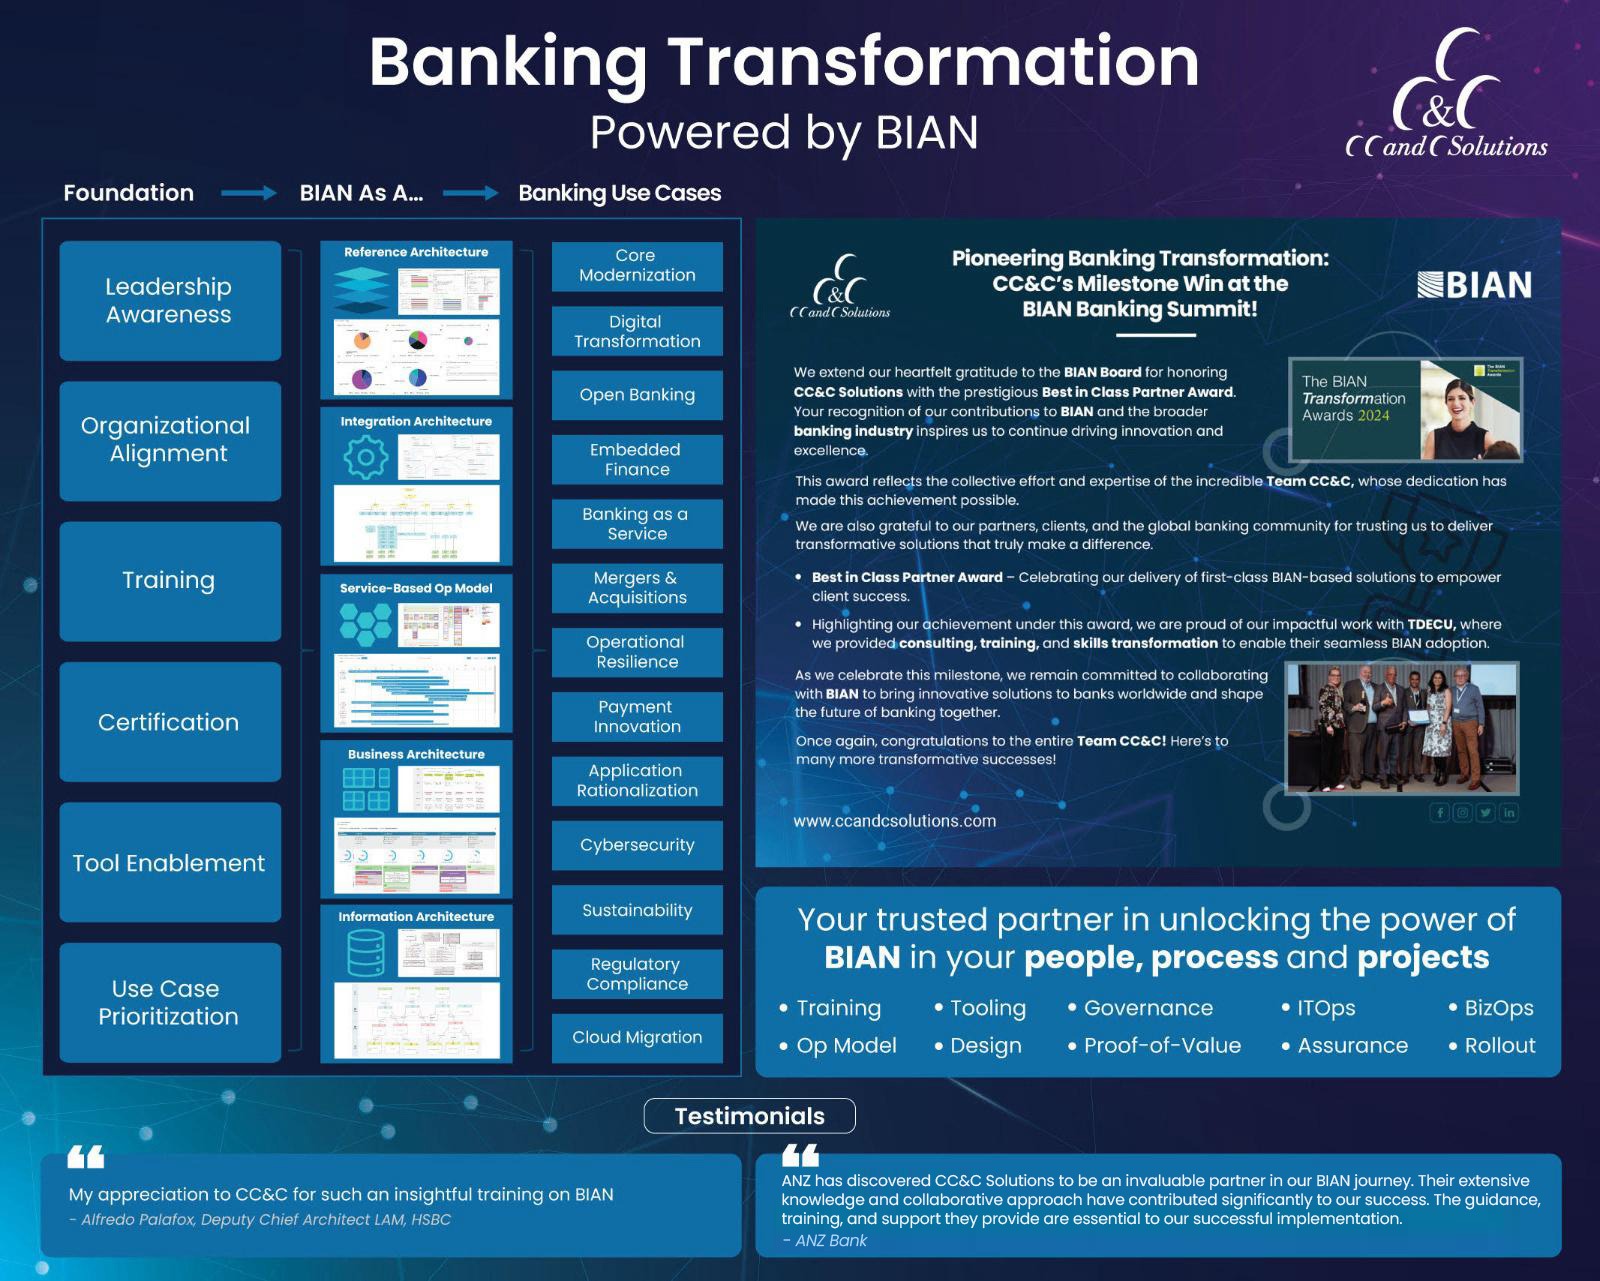 Banking Transformation
Powered by BIAN
C&C
CC and C Solutions
Foundation
BIAN As A...
Banking Use Cases
Leadership
Awareness
Organizational
Alignment
Training
Certification
Tool Enablement
Use Case
Prioritization
Reference Architecture
Integration Architecture
Service-Based Op Model
Business Architecture
Information Architecture
Core
Modernization
Digital
Transformation
Open Banking
Embedded
Finance
Banking as a
Service
Mergers &
Acquisitions
Operational
Resilience
Payment
Innovation
Application
Rationalization
Cybersecurity
Sustainability
Regulatory
Compliance
Cloud Migration
C&C
CC and C Solutions
Pioneering Banking Transformation:
CC&C's Milestone Win at the
BIAN Banking Summit!
BIAN
We extend our heartfelt gratitude to the BIAN Board for honoring
CC&C Solutions with the prestigious Best in Class Partner Award.
Your recognition of our contributions to BIAN and the broader
banking industry inspires us to continue driving innovation and
excellence.
The BIAN
Transformation
Awards 2024
This award reflects the collective effort and expertise of the incredible Team CC&C, whose dedication has
made this achievement possible.
We are also grateful to our partners, clients, and the global banking community for trusting us to deliver
transformative solutions that truly make a difference.
• Best in Class Partner Award – Celebrating our delivery of first-class BIAN-based solutions to empower
client success.
• Highlighting our achievement under this award, we are proud of our impactful work with TDECU, where
we provided consulting, training, and skills transformation to enable their seamless BIAN adoption.
As we celebrate this milestone, we remain committed to collaborating
with BIAN to bring innovative solutions to banks worldwide and shape
the future of banking together.
Once again, congratulations to the entire Team CC&C! Here's to
many more transformative successes!
www.ccandcsolutions.com
Your trusted partner in unlocking the power of
BIAN in your people, process and projects
• Training
• Tooling
• Governance
• ITOps
• BizOps
• Op Model
• Design
• Proof-of-Value
• Assurance
• Rollout
Testimonials
My appreciation to CC&C for such an insightful training on BIAN
- Alfredo Palafox, Deputy Chief Architect LAM, HSBC
ANZ has discovered CC&C Solutions to be an invaluable partner in our BIAN journey. Their extensive
knowledge and collaborative approach have contributed significantly to our success. The guidance,
training, and support they provide are essential to our successful implementation.
- ANZ Bank